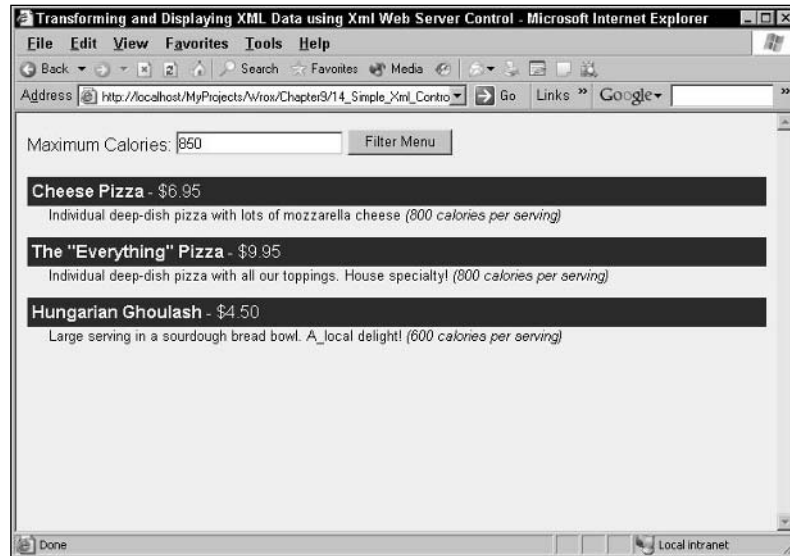 Transforming and Displaying XML Data using Xml Web Server Control - Microsoft Internet Explorer
File Edit View Favorites Tools Help
Back Search Favorites Media
Address http://localhost/MyProjects/Wrox/Chapter9/14_Simple_Xml_Contro Go Links » Google »
Maximum Calories: 850 Filter Menu
Cheese Pizza - $6.95
Individual deep-dish pizza with lots of mozzarella cheese (800 calories per serving)
The "Everything" Pizza - $9.95
Individual deep-dish pizza with all our toppings. House specialty! (800 calories per serving)
Hungarian Ghoulash - $4.50
Large serving in a sourdough bread bowl. A_local delight! (600 calories per serving)
Done Local intranet